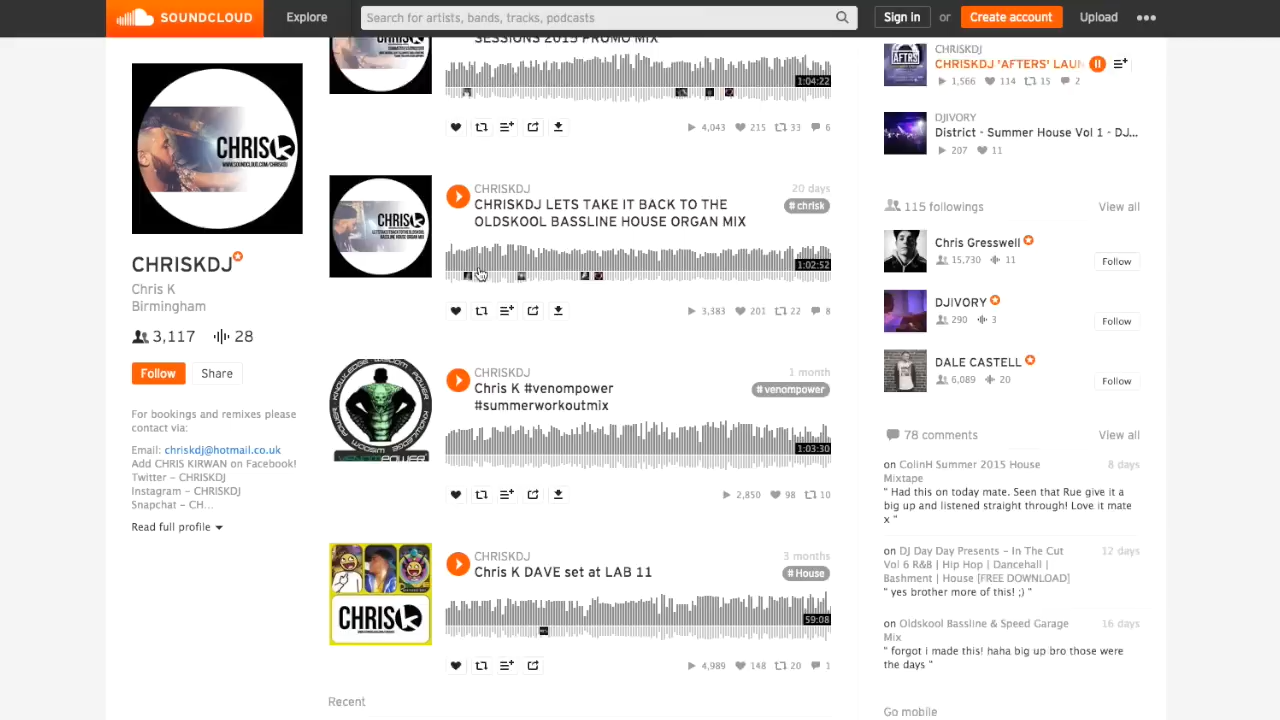 SOUNDCLOUD
Explore
Search for artists, bands, tracks, podcasts
Sign in
or
Create account
Upload
CHRISK
CHRISKDJ
Chris K
Birmingham
3,117
28
Follow
Share
For bookings and remixes please
contact via:
Email: chriskdj@hotmail.co.uk
Add CHRIS KIRWAN on Facebook!
Twitter – CHRISKDJ
Instagram – CHRISKDJ
Snapchat – CH...
Read full profile
SESSIONS 2015 PROMO MIX
1:04:22
4,043 215 33 6
CHRISK
CHRISKDJ
20 days
CHRISKDJ LETS TAKE IT BACK TO THE
OLDSKOOL BASSLINE HOUSE ORGAN MIX
# chrisk
1:02:52
3,383 201 22 8
KNOWLEDGE WISDOM POWER
VENOMPOWER
CHRISKDJ
1 month
Chris K #venompower
#summerworkoutmix
# venompower
1:03:30
2,850 98 10
CHRISK
CHRISKDJ
3 months
Chris K DAVE set at LAB 11
# House
59:08
4,989 148 20 1
Recent
AFTRS
CHRISKDJ
CHRISKDJ 'AFTERS' LAUN
1,566 114 15 2
DJIVORY
District - Summer House Vol 1 - DJ...
207 11
115 followings
View all
Chris Gresswell
15,730 11
Follow
DJIVORY
290 3
Follow
DALE CASTELL
6,089 20
Follow
78 comments
View all
on ColinH Summer 2015 House
Mixtape
8 days
" Had this on today mate. Seen that Rue give it a
big up and listened straight through! Love it mate
x "
on DJ Day Day Presents – In The Cut
Vol 6 R&B | Hip Hop | Dancehall |
Bashment | House [FREE DOWNLOAD]
12 days
" yes brother more of this! ;) "
on Oldskool Bassline & Speed Garage
Mix
16 days
" forgot i made this! haha big up bro those were
the days "
Go mobile